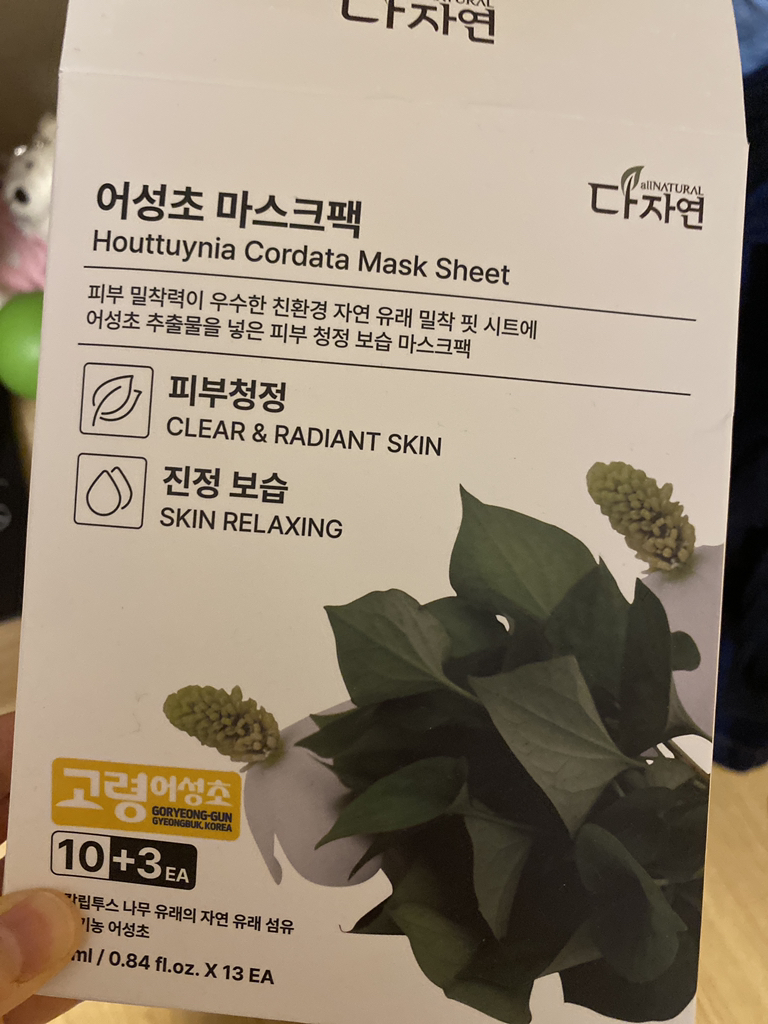 다자연
어성초 마스크팩
Houttuynia Cordata Mask Sheet
allNATURAL
다자연
피부 밀착력이 우수한 친환경 자연 유래 밀착 핏 시트에
어성초 추출물을 넣은 피부 청정 보습 마스크팩
피부청정
CLEAR & RADIANT SKIN
진정 보습
SKIN RELAXING
고령어성초
GORYEONG-GUN
GYEONGBUK, KOREA
10+3EA
나무 유래의 자연 유래 섬유
어성초
ml / 0.84 fl.oz. X 13 EA